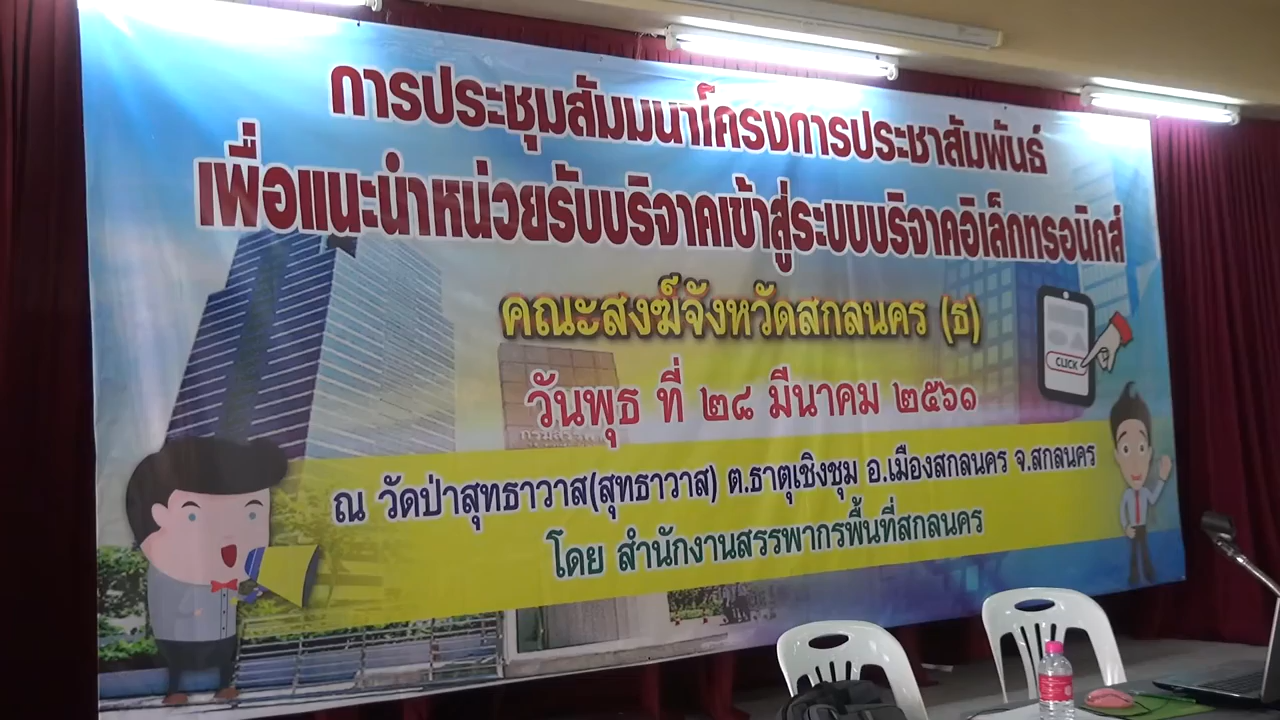 การประชุมสัมมนาโครงการประชาสัมพันธ์
เพื่อแนะนำหน่วยรับบริจาคเข้าสู่ระบบบริจาคอิเล็กทรอนิกส์
คณะสงฆ์จังหวัดสกลนคร (ธ)
วันพุธ ที่ ๒๘ มีนาคม ๒๕๖๑
ณ วัดป่าสุทธาวาส(สุทธาวาส) ต.ธาตุเชิงชุม อ.เมืองสกลนคร จ.สกลนคร
โดย สำนักงานสรรพากรพื้นที่สกลนคร
CLICK